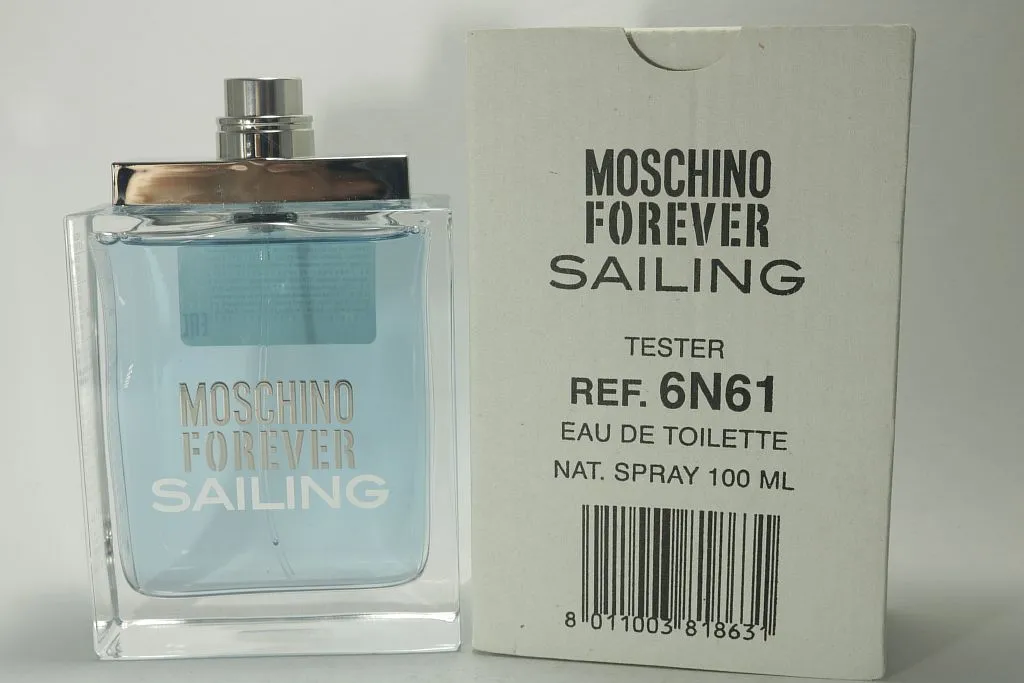 MOSCHINO
FOREVER
SAILING
MOSCHINO
FOREVER
SAILING
TESTER
REF. 6N61
EAU DE TOILETTE
NAT. SPRAY 100 ML
8 011003 818631